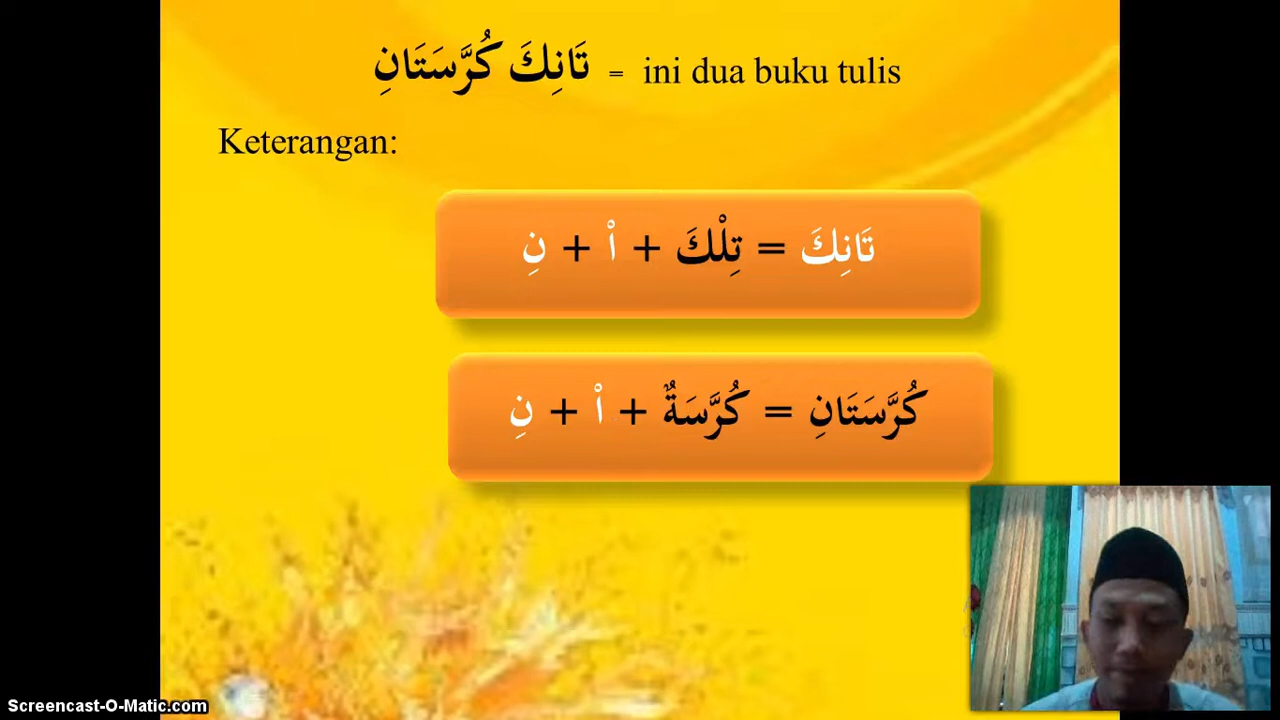 تَانِكَ كُرَّسَتَانِ = ini dua buku tulis
Keterangan:
تَانِكَ = تِلْكَ + اْ + نِ
كُرَّسَتَانِ = كُرَّسَةٌ + اْ + نِ
Screencast-O-Matic.com